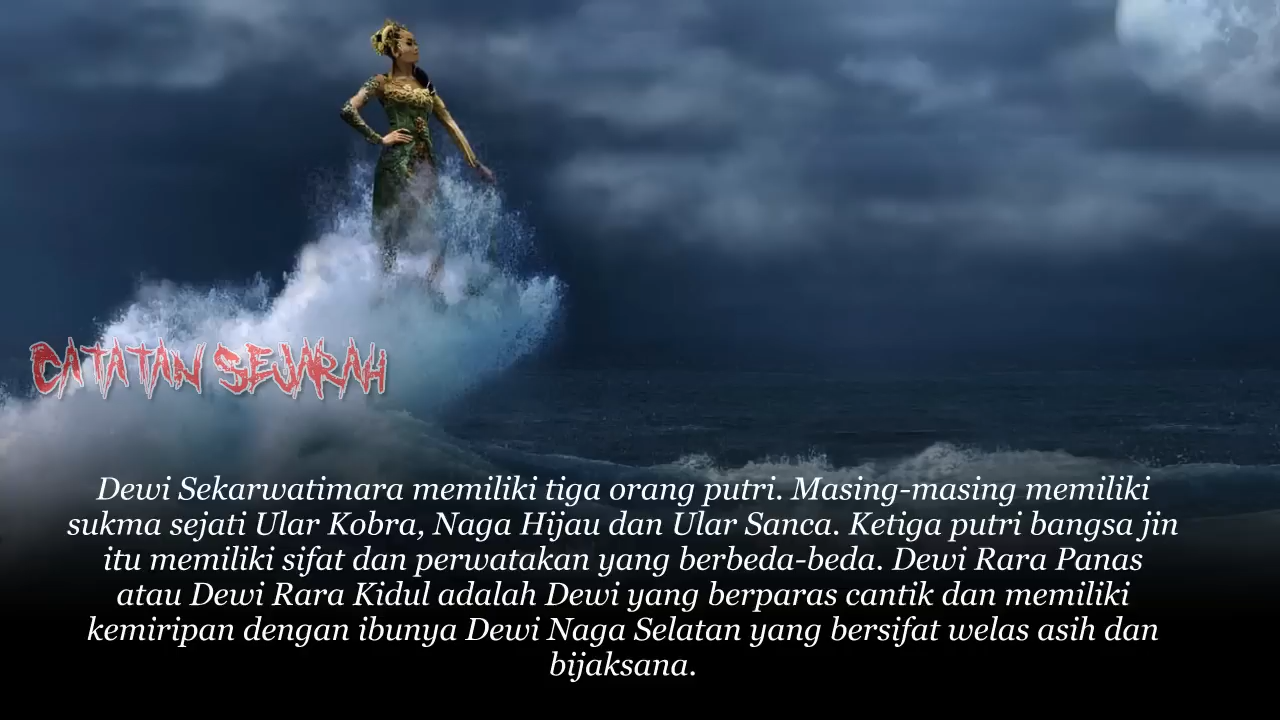 CATATAN SEJARAH
Dewi Sekarwatimara memiliki tiga orang putri. Masing-masing memiliki
sukma sejati Ular Kobra, Naga Hijau dan Ular Sanca. Ketiga putri bangsa jin
itu memiliki sifat dan perwatakan yang berbeda-beda. Dewi Rara Panas
atau Dewi Rara Kidul adalah Dewi yang berparas cantik dan memiliki
kemiripan dengan ibunya Dewi Naga Selatan yang bersifat welas asih dan
bijaksana.